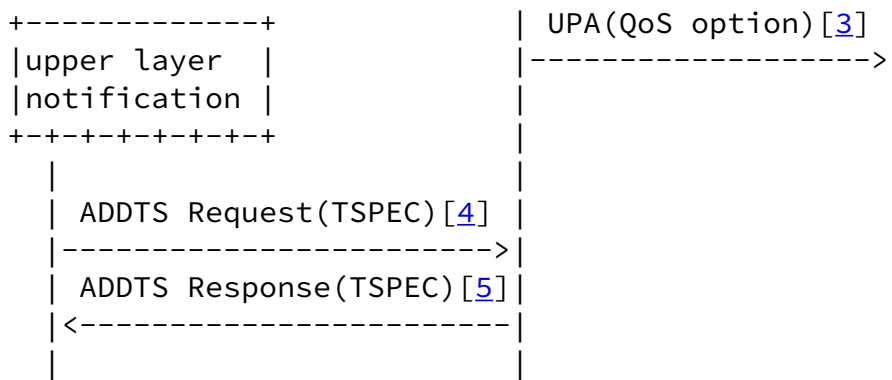 +-------------+ | UPA(QoS option)[3]
|upper layer | |------------------->
|notification | |
+-+-+-+-+-+-+-+ |
| |
| ADDTS Request(TSPEC)[4] |
|------------------------>|
| ADDTS Response(TSPEC)[5]|
|<------------------------|
| |